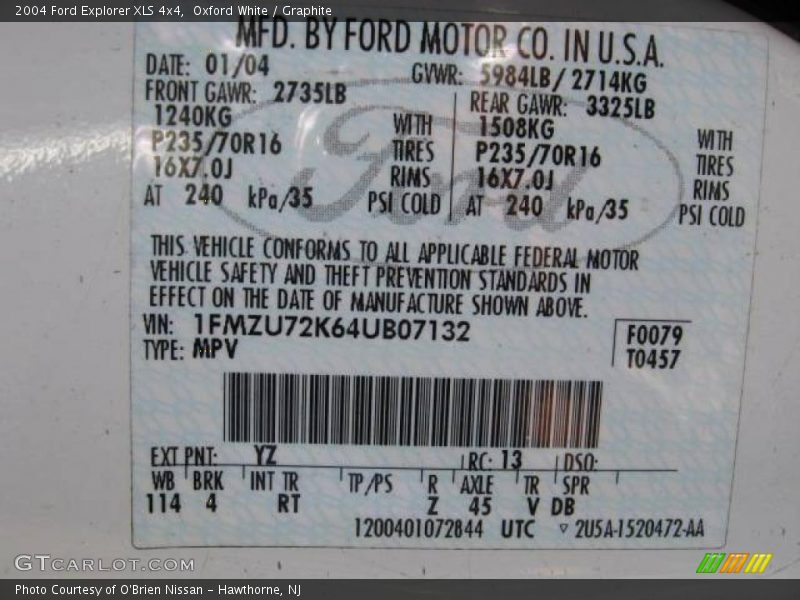 2004 Ford Explorer XLS 4x4, Oxford White / Graphite
MFD. BY FORD MOTOR CO. IN U.S.A.
DATE: 01/04 GVWR: 5984LB/ 2714KG
FRONT GAWR: 2735LB REAR GAWR: 3325LB
1240KG WITH 1508KG WITH
P235/70R16 TIRES P235/70R16 TIRES
16X7.0J RIMS 16X7.0J RIMS
AT 240 kPa/35 PSI COLD AT 240 kPa/35 PSI COLD
Ford
THIS VEHICLE CONFORMS TO ALL APPLICABLE FEDERAL MOTOR
VEHICLE SAFETY AND THEFT PREVENTION STANDARDS IN
EFFECT ON THE DATE OF MANUFACTURE SHOWN ABOVE.
VIN: 1FMZU72K64UB07132 F0079
TYPE: MPV T0457
EXT PNT: YZ RC: 13 DSO:
WB BRK INT TR TP/PS R AXLE TR SPR
114 4 RT Z 45 V DB
1200401072844 UTC ▽ 2U5A-1520472-AA
GTCARLOT.COM
Photo Courtesy of O'Brien Nissan - Hawthorne, NJ